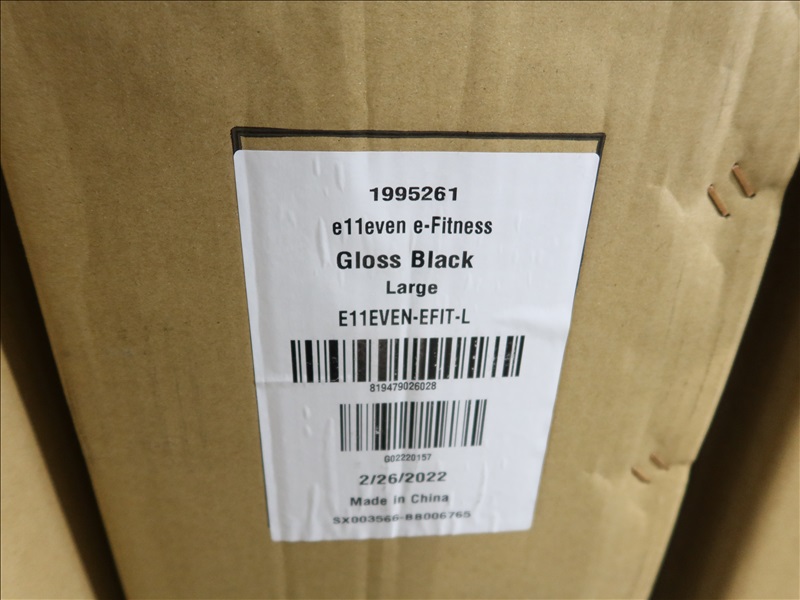 1995261
e11even e-Fitness
Gloss Black
Large
E11EVEN-EFIT-L
819479026028
G02220157
2/26/2022
Made in China
SX003566-BB006765